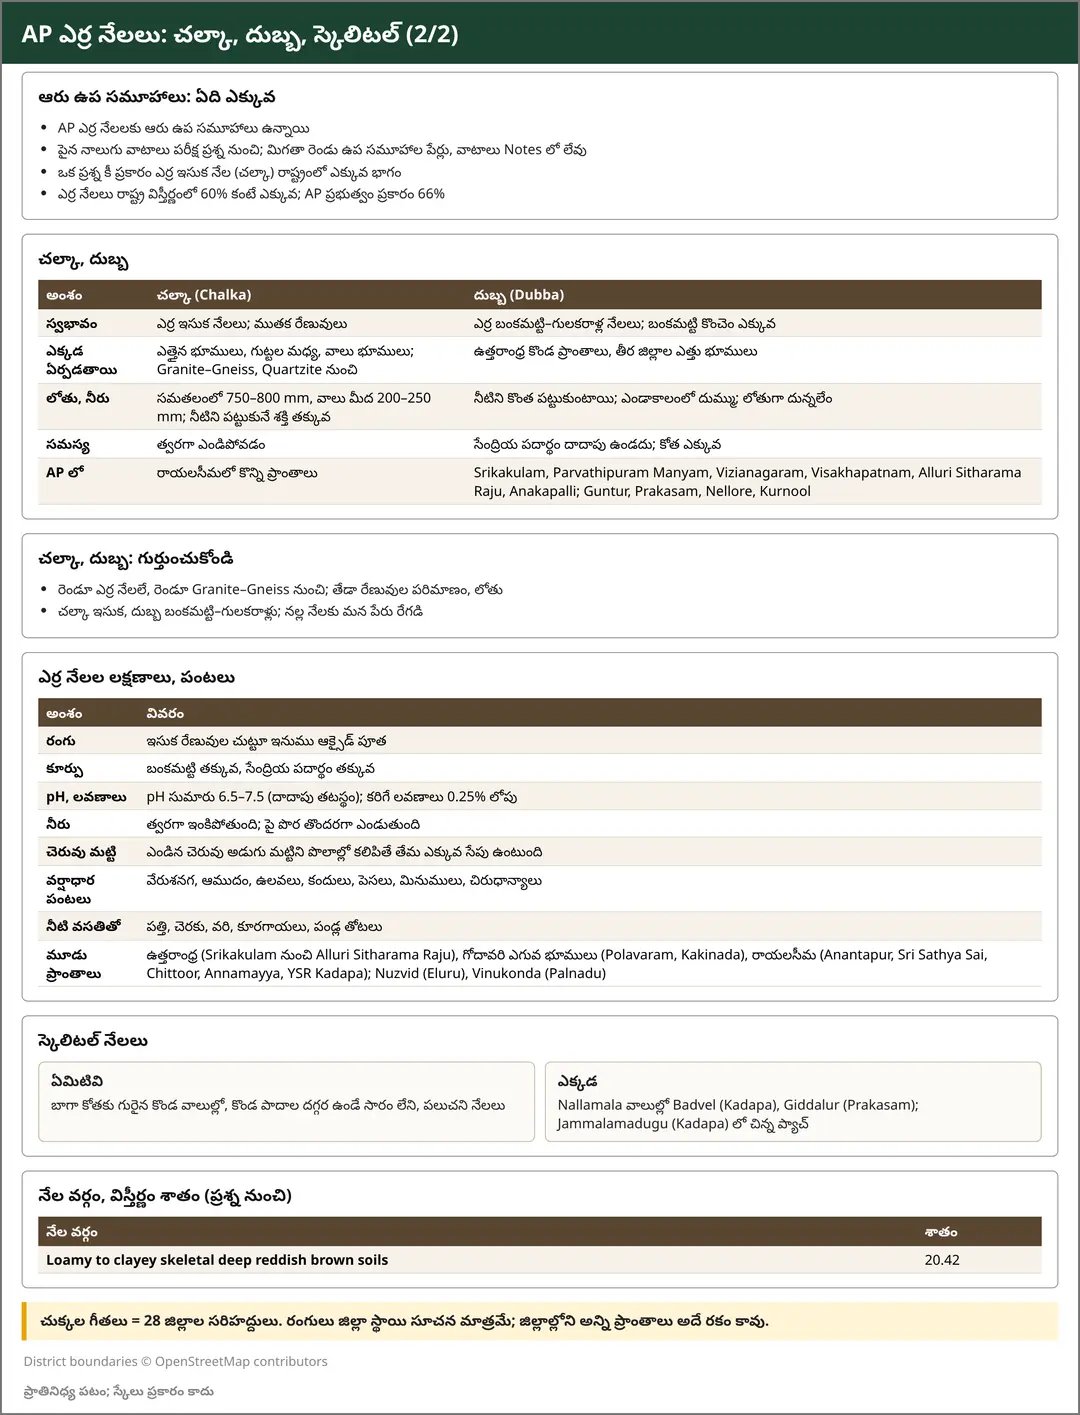 AP ఎర్ర నేలలు: చల్కా, దుబ్బ, స్కెలిటల్ (2/2)
ఆరు ఉప సమూహాలు: ఏది ఎక్కువ
• AP ఎర్ర నేలలకు ఆరు ఉప సమూహాలు ఉన్నాయి
• పైన నాలుగు వాటాలు పరీక్ష ప్రశ్న నుంచి; మిగతా రెండు ఉప సమూహాల పేర్లు, వాటాలు Notes లో లేవు
• ఒక ప్రశ్న కీ ప్రకారం ఎర్ర ఇసుక నేల (చల్కా) రాష్ట్రంలో ఎక్కువ భాగం
• ఎర్ర నేలలు రాష్ట్ర విస్తీర్ణంలో 60% కంటే ఎక్కువ; AP ప్రభుత్వం ప్రకారం 66%
చల్కా, దుబ్బ
అంశం చల్కా (Chalka) దుబ్బ (Dubba)
స్వభావం ఎర్ర ఇసుక నేలలు; ముతక రేణువులు ఎర్ర బంకమట్టి–గులకరాళ్ల నేలలు; బంకమట్టి కొంచెం ఎక్కువ
ఎక్కడ ఎత్తైన భూములు, గుట్టల మధ్య, వాలు భూములు; ఉత్తరాంధ్ర కొండ ప్రాంతాలు, తీర జిల్లాల ఎత్తు భూములు
ఏర్పడతాయి Granite–Gneiss, Quartzite నుంచి
లోతు, నీరు సమతలంలో 750–800 mm, వాలు మీద 200–250 నీటిని కొంత పట్టుకుంటాయి; ఎండాకాలంలో దుమ్ము; లోతుగా దున్నలేం
mm; నీటిని పట్టుకునే శక్తి తక్కువ
సమస్య త్వరగా ఎండిపోవడం సేంద్రియ పదార్థం దాదాపు ఉండదు; కోత ఎక్కువ
AP లో రాయలసీమలో కొన్ని ప్రాంతాలు Srikakulam, Parvathipuram Manyam, Vizianagaram, Visakhapatnam, Alluri Sitharama
Raju, Anakapalli; Guntur, Prakasam, Nellore, Kurnool
చల్కా, దుబ్బ: గుర్తుంచుకోండి
• రెండూ ఎర్ర నేలలే, రెండూ Granite–Gneiss నుంచి; తేడా రేణువుల పరిమాణం, లోతు
• చల్కా ఇసుక, దుబ్బ బంకమట్టి–గులకరాళ్లు; నల్ల నేలకు మన పేరు రేగడి
ఎర్ర నేలల లక్షణాలు, పంటలు
అంశం వివరం
రంగు ఇసుక రేణువుల చుట్టూ ఇనుము ఆక్సైడ్ పూత
కూర్పు బంకమట్టి తక్కువ, సేంద్రియ పదార్థం తక్కువ
pH, లవణాలు pH సుమారు 6.5–7.5 (దాదాపు తటస్థం); కరిగే లవణాలు 0.25% లోపు
నీరు త్వరగా ఇంకిపోతుంది; పై పొర తొందరగా ఎండుతుంది
చెరువు మట్టి ఎండిన చెరువు అడుగు మట్టిని పొలాల్లో కలిపితే తేమ ఎక్కువ సేపు ఉంటుంది
వర్షాధార వేరుశనగ, ఆముదం, ఉలవలు, కందులు, పెసలు, మినుములు, చిరుధాన్యాలు
పంటలు
నీటి వసతితో పత్తి, చెరకు, వరి, కూరగాయలు, పండ్ల తోటలు
మూడు ఉత్తరాంధ్ర (Srikakulam నుంచి Alluri Sitharama Raju), గోదావరి ఎగువ భూములు (Polavaram, Kakinada), రాయలసీమ (Anantapur, Sri Sathya Sai,
ప్రాంతాలు Chittoor, Annamayya, YSR Kadapa); Nuzvid (Eluru), Vinukonda (Palnadu)
స్కెలిటల్ నేలలు
ఏమిటివి
బాగా కోతకు గురైన కొండ వాలుల్లో, కొండ పాదాల దగ్గర ఉండే సారం లేని, పలుచని నేలలు
ఎక్కడ
Nallamala వాలుల్లో Badvel (Kadapa), Giddalur (Prakasam);
Jammalamadugu (Kadapa) లో చిన్న ప్యాచ్
నేల వర్గం, విస్తీర్ణం శాతం (ప్రశ్న నుంచి)
నేల వర్గం శాతం
Loamy to clayey skeletal deep reddish brown soils 20.42
చుక్కల గీతలు = 28 జిల్లాల సరిహద్దులు. రంగులు జిల్లా స్థాయి సూచన మాత్రమే; జిల్లాల్లోని అన్ని ప్రాంతాలు అదే రకం కావు.
District boundaries © OpenStreetMap contributors
ప్రాతినిధ్య పటం; స్కేలు ప్రకారం కాదు